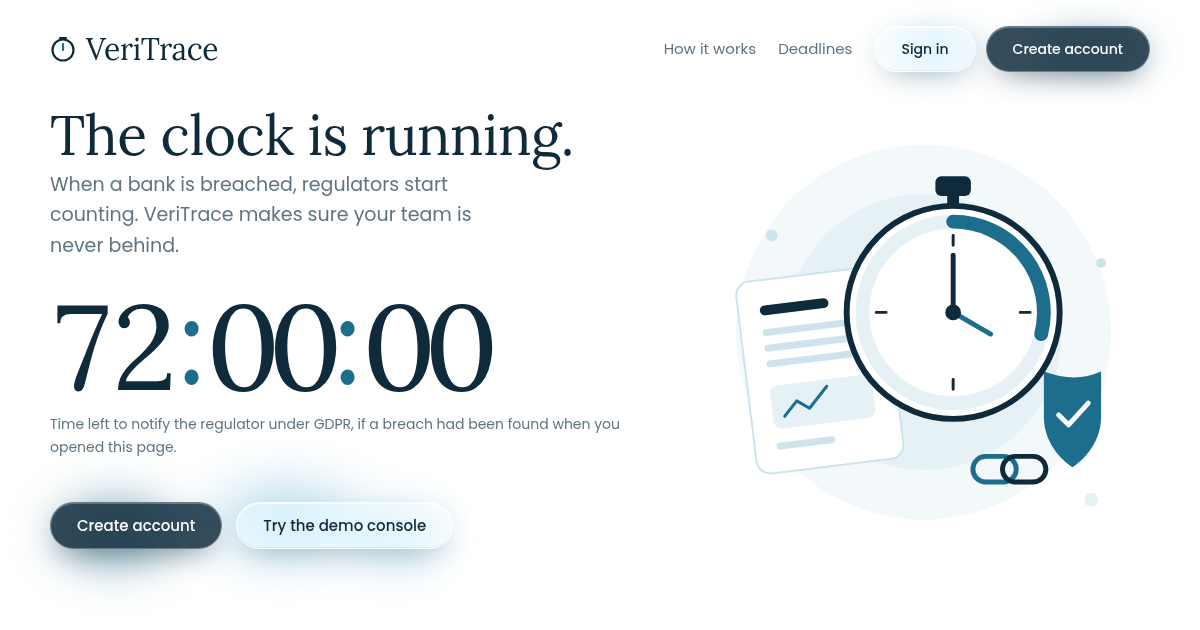 VeriTrace
How it works
Deadlines
Sign in
Create account
The clock is running.
When a bank is breached, regulators start
counting. VeriTrace makes sure your team is
never behind.
72:00:00
Time left to notify the regulator under GDPR, if a breach had been found when you
opened this page.
Create account
Try the demo console